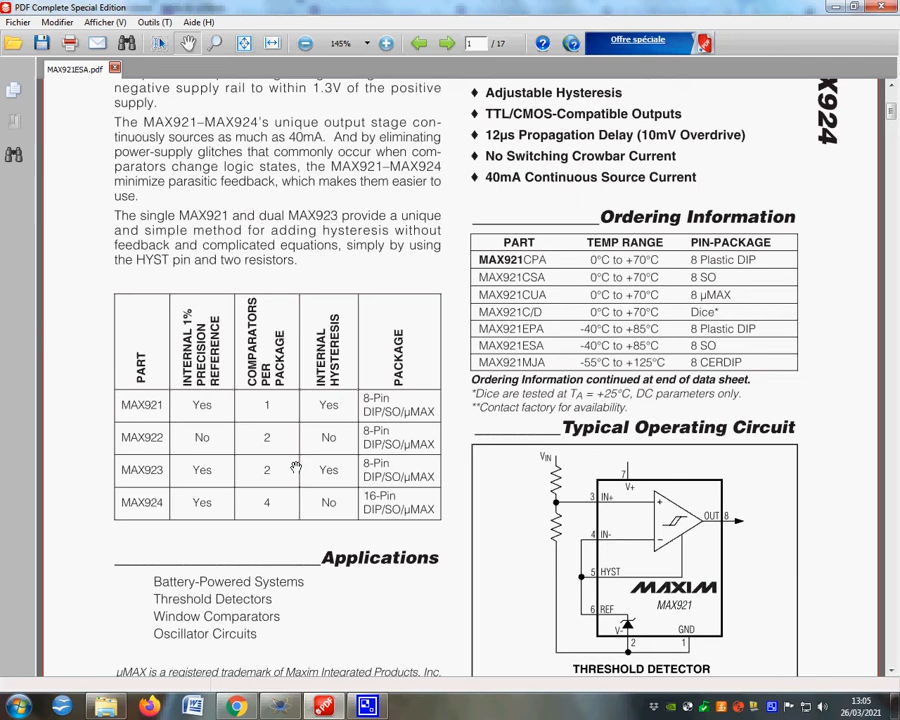 PDF Complete Special Edition
Fichier Modifier Afficher (V) Outils (T) Aide (H)
145% 1 / 17 Offre spéciale
MAX921ESA.pdf
negative supply rail to within 1.3V of the positive
supply.
The MAX921–MAX924's unique output stage con-
tinuously sources as much as 40mA. And by eliminating
power-supply glitches that commonly occur when com-
parators change logic states, the MAX921–MAX924
minimize parasitic feedback, which makes them easier to
use.
The single MAX921 and dual MAX923 provide a unique
and simple method for adding hysteresis without
feedback and complicated equations, simply by using
the HYST pin and two resistors.
PART INTERNAL 1% PRECISION REFERENCE COMPARATORS PER PACKAGE INTERNAL HYSTERESIS PACKAGE
MAX921 Yes 1 Yes 8-Pin DIP/SO/µMAX
MAX922 No 2 No 8-Pin DIP/SO/µMAX
MAX923 Yes 2 Yes 8-Pin DIP/SO/µMAX
MAX924 Yes 4 No 16-Pin DIP/SO/µMAX
Applications
Battery-Powered Systems
Threshold Detectors
Window Comparators
Oscillator Circuits
µMAX is a registered trademark of Maxim Integrated Products, Inc.
♦ Adjustable Hysteresis
♦ TTL/CMOS-Compatible Outputs
♦ 12µs Propagation Delay (10mV Overdrive)
♦ No Switching Crowbar Current
♦ 40mA Continuous Source Current
Ordering Information
PART TEMP RANGE PIN-PACKAGE
MAX921CPA 0°C to +70°C 8 Plastic DIP
MAX921CSA 0°C to +70°C 8 SO
MAX921CUA 0°C to +70°C 8 µMAX
MAX921C/D 0°C to +70°C Dice*
MAX921EPA -40°C to +85°C 8 Plastic DIP
MAX921ESA -40°C to +85°C 8 SO
MAX921MJA -55°C to +125°C 8 CERDIP
Ordering Information continued at end of data sheet.
*Dice are tested at TA = +25°C, DC parameters only.
**Contact factory for availability.
Typical Operating Circuit
VIN
7
V+
3 IN+
OUT 8
4 IN-
5 HYST
MAXIM
MAX921
6 REF
V- GND
2 1
THRESHOLD DETECTOR
13:05
26/03/2021